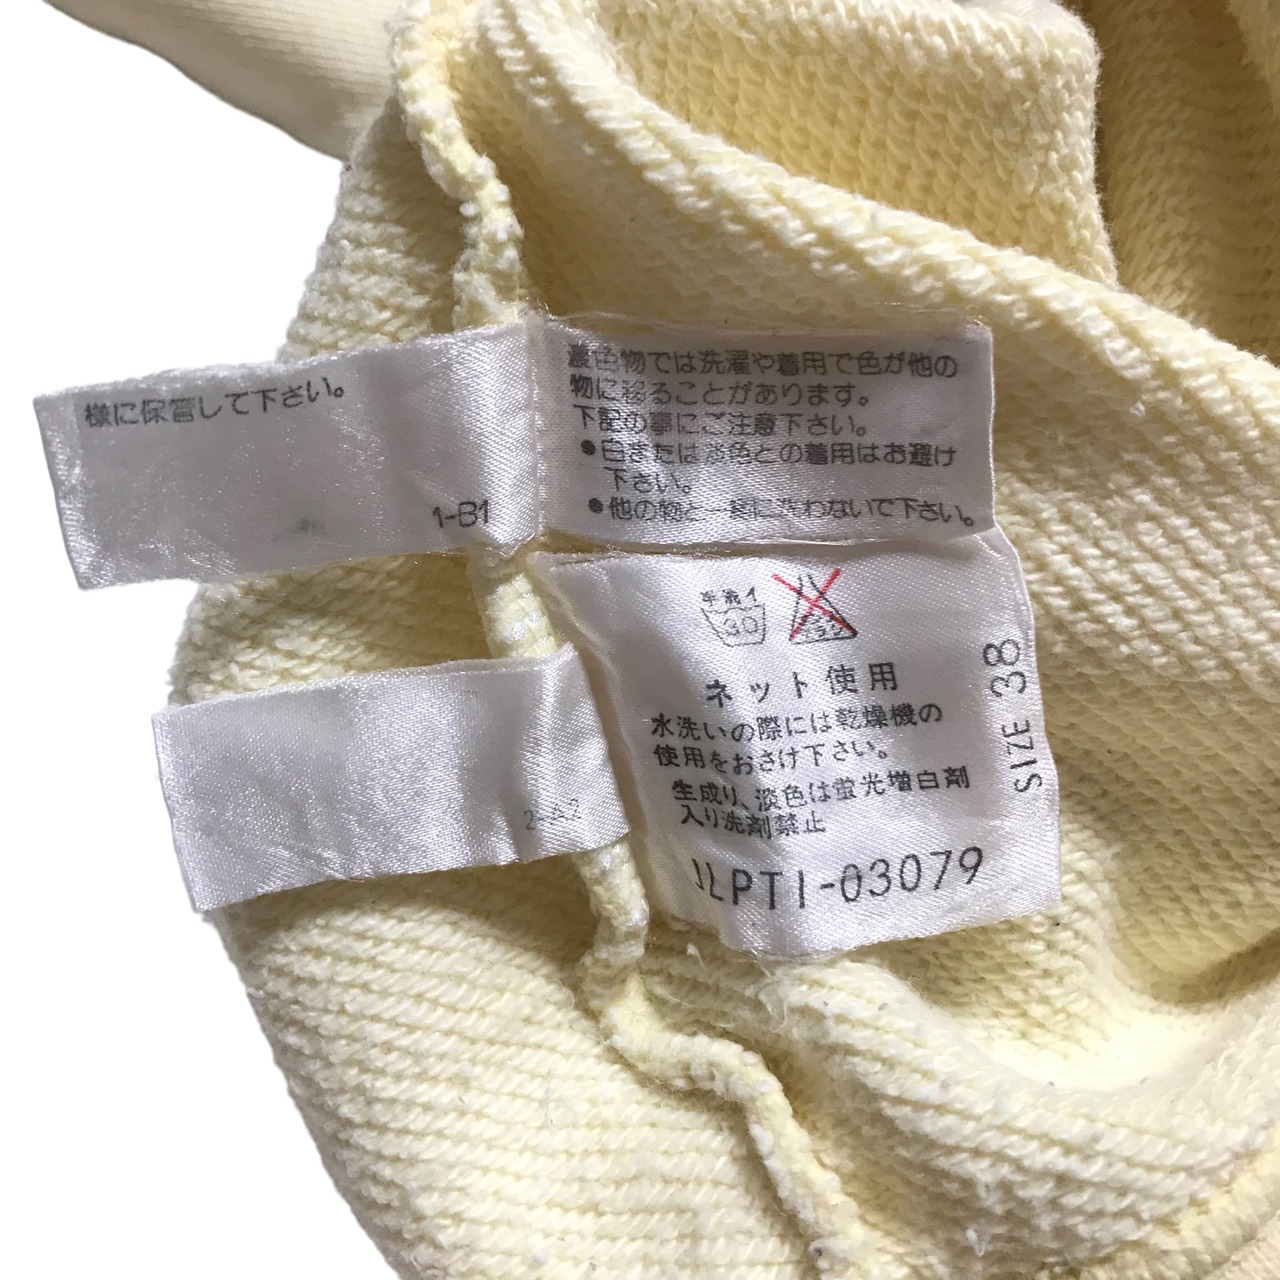 様に保管して下さい。
1-B1
濃色物では洗濯や着用で色が他の
物に移ることがあります。
下記の事にご注意下さい。
●白または淡色との着用はお避け
下さい。
●他の物と一緒に洗わないで下さい。
手洗イ
30
ネット使用
水洗いの際には乾燥機の
使用をおさけ下さい。
生成り、淡色は蛍光増白剤
入り洗剤禁止
JLPT1-03079
SIZE 38
2-A2